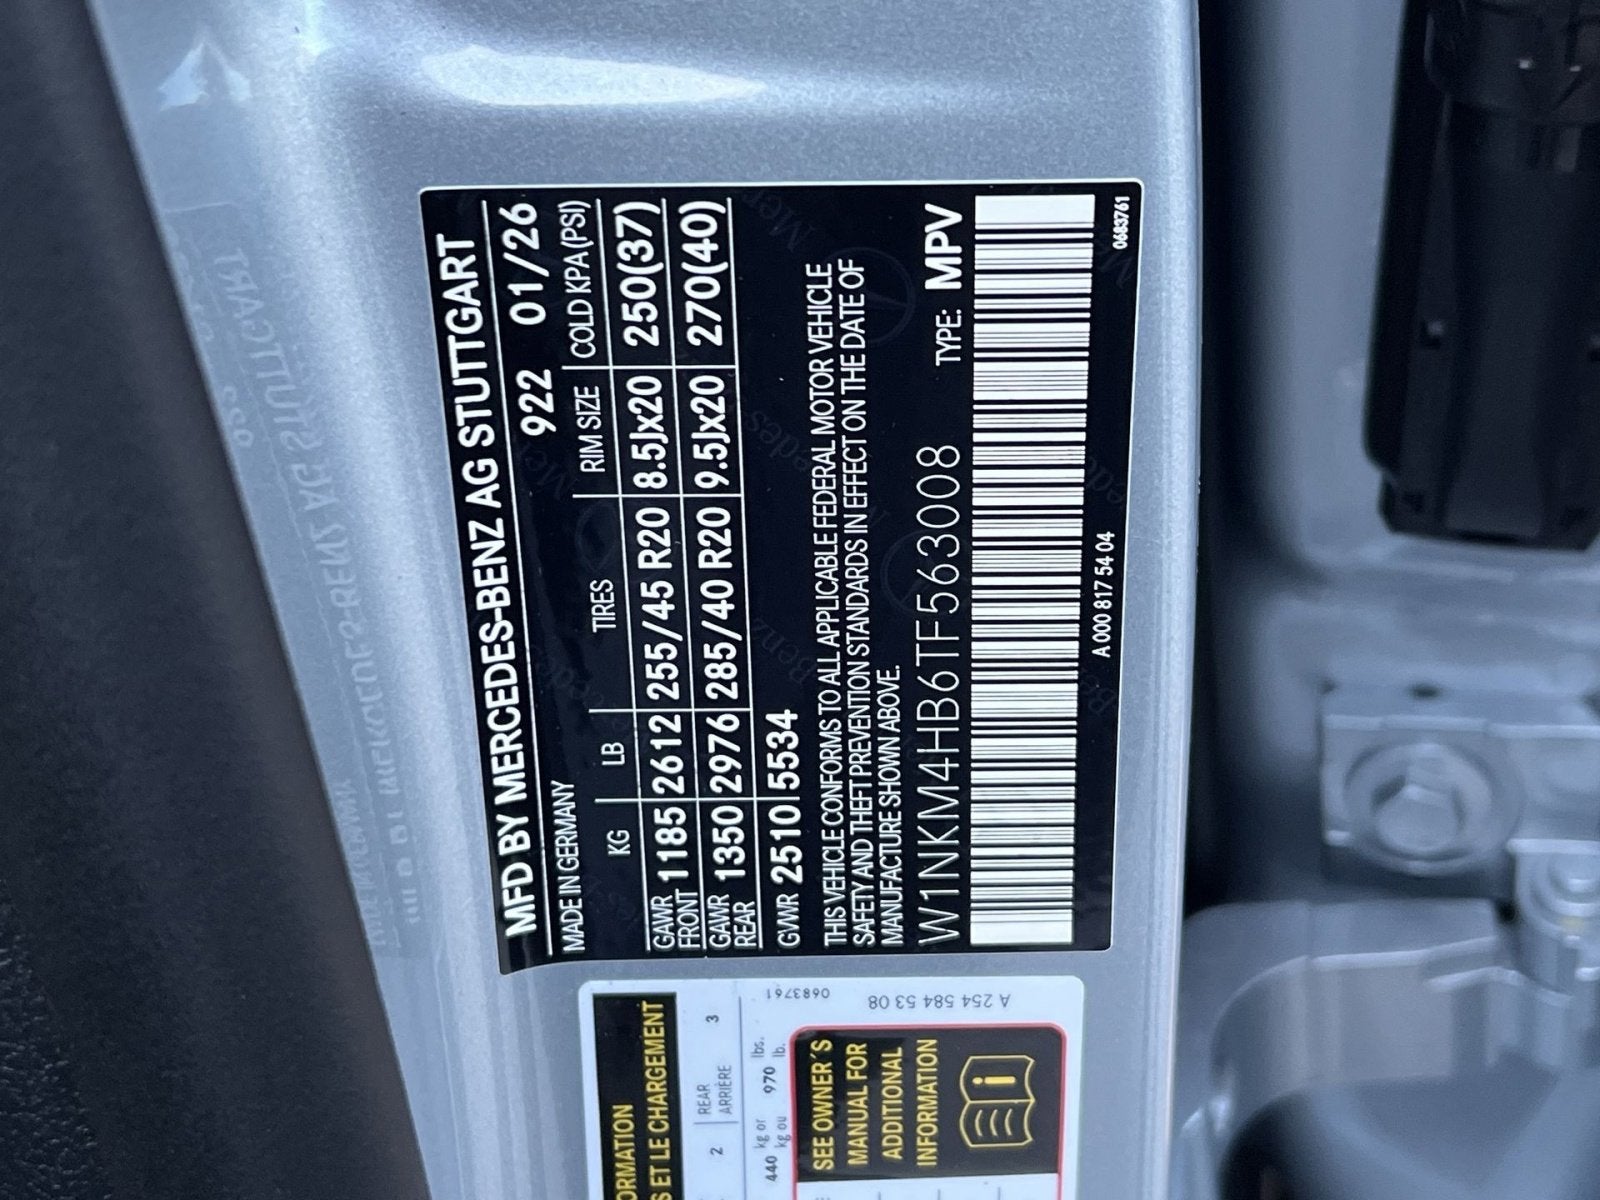 MFD BY MERCEDES-BENZ AG STUTTGART
MADE IN GERMANY 922 01/26
KG LB TIRES RIM SIZE COLD KPA(PSI)
GAWR FRONT 1185 2612 255/45 R20 8.5Jx20 250(37)
GAWR REAR 1350 2976 285/40 R20 9.5Jx20 270(40)
GVWR 2510 5534
THIS VEHICLE CONFORMS TO ALL APPLICABLE FEDERAL MOTOR VEHICLE
SAFETY AND THEFT PREVENTION STANDARDS IN EFFECT ON THE DATE OF
MANUFACTURE SHOWN ABOVE.
W1NKM4HB6TF563008 TYPE: MPV
A 000 817 54 04 0683761
ORMATION
S ET LE CHARGEMENT
2 REAR ARRIÈRE 3
440 kg or kg ou 970 lbs. lb.
0683761
A 254 584 53 08
SEE OWNER'S
MANUAL FOR
ADDITIONAL
INFORMATION